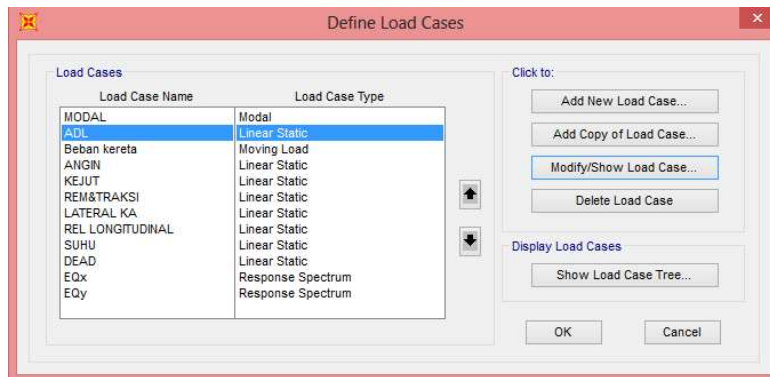 Define Load Cases
Load Cases
Load Case Name Load Case Type
MODAL Modal
ADL Linear Static
Beban kereta Moving Load
ANGIN Linear Static
KEJUT Linear Static
REM&TRAKSI Linear Static
LATERAL KA Linear Static
REL LONGITUDINAL Linear Static
SUHU Linear Static
DEAD Linear Static
EQx Response Spectrum
EQy Response Spectrum
Click to:
Add New Load Case...
Add Copy of Load Case...
Modify/Show Load Case...
Delete Load Case
Display Load Cases
Show Load Case Tree...
OK Cancel